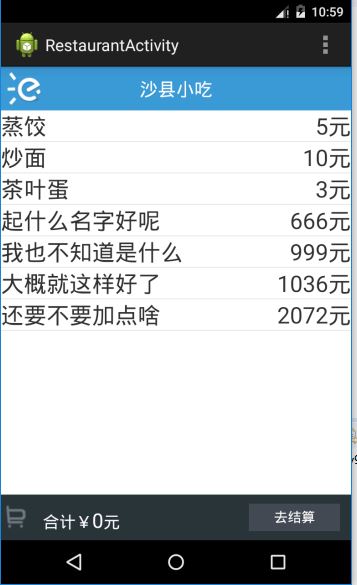 10:59
RestaurantActivity
沙县小吃
蒸饺 5元
炒面 10元
茶叶蛋 3元
起什么名字好呢 666元
我也不知道是什么 999元
大概就这样好了 1036元
还要不要加点啥 2072元
合计￥0元 去结算